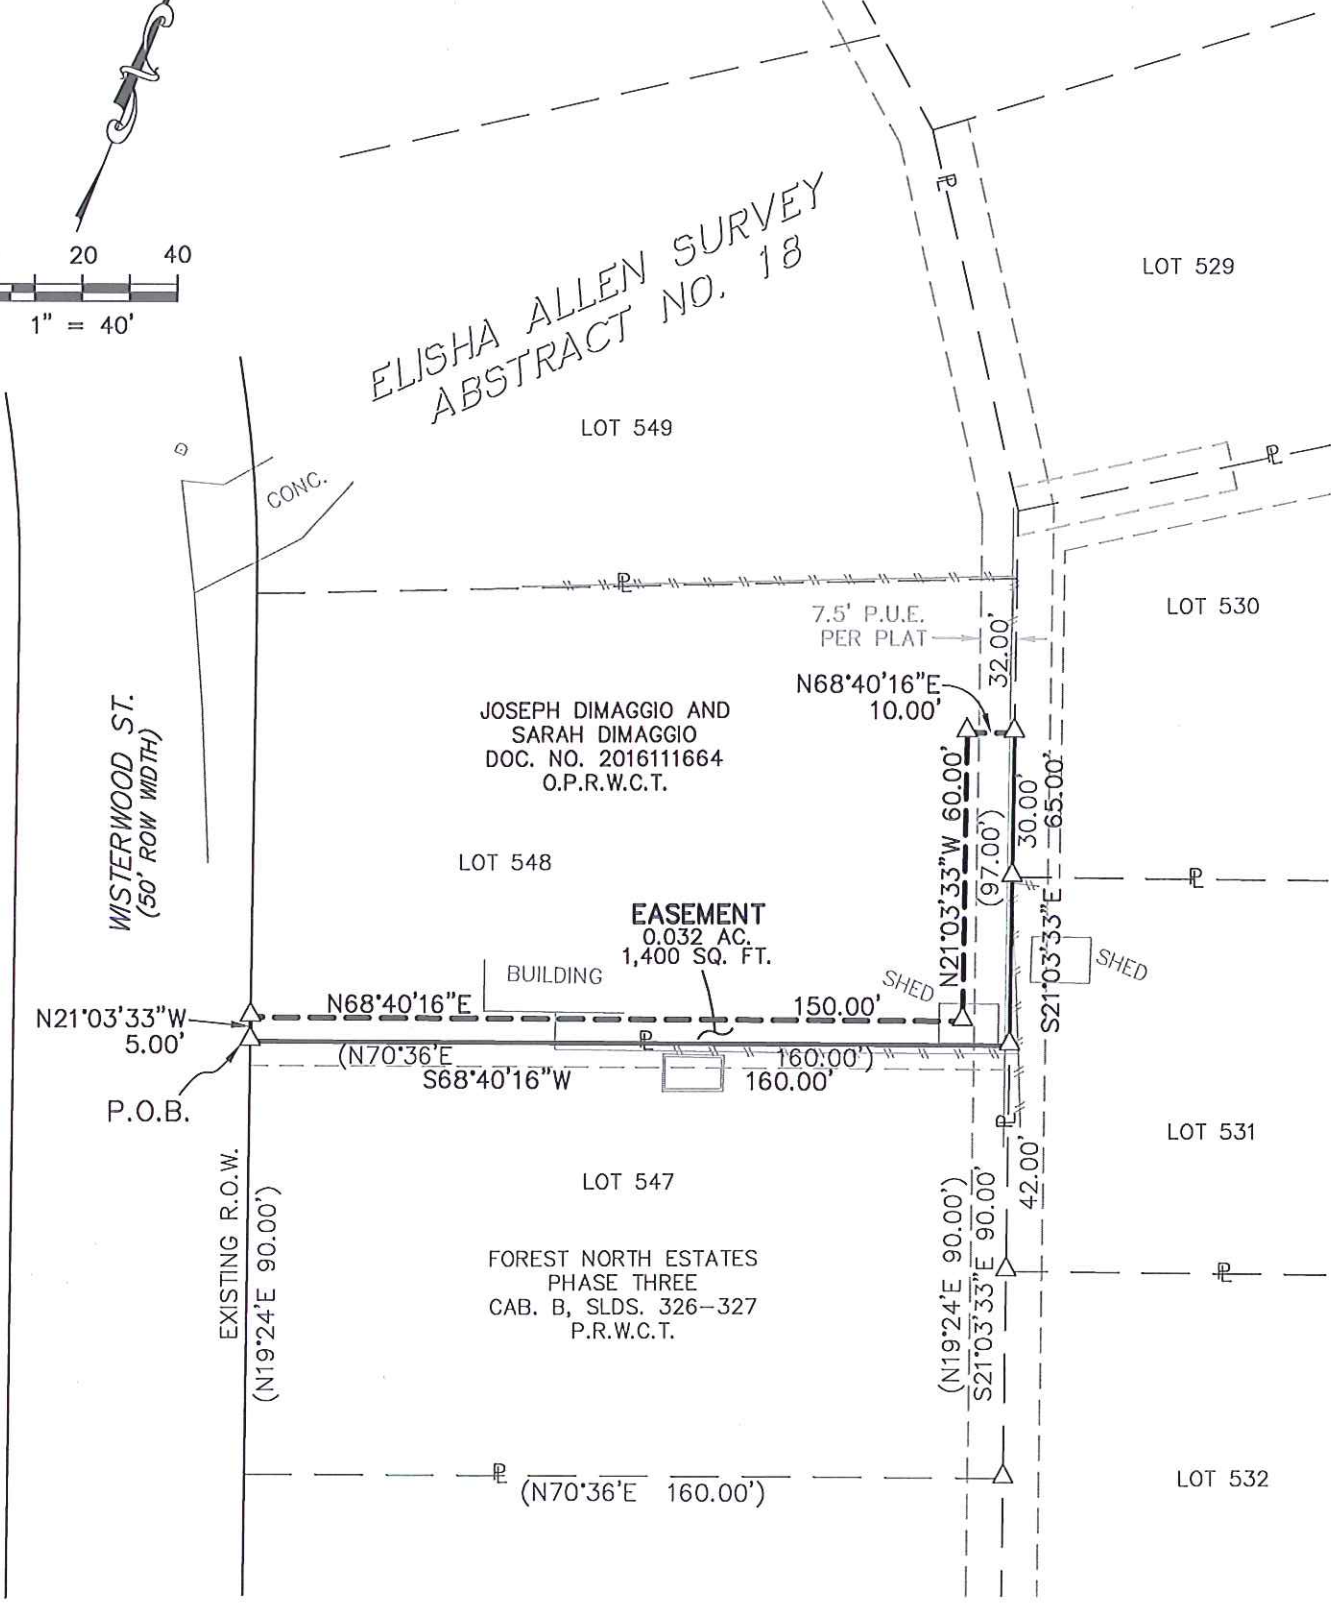 20 40
1" = 40'
ELISHA ALLEN SURVEY
ABSTRACT NO. 18
LOT 529
LOT 549
CONC.
LOT 530
7.5' P.U.E.
PER PLAT
32.00'
N68°40'16"E
10.00'
JOSEPH DIMAGGIO AND
SARAH DIMAGGIO
DOC. NO. 2016111664
O.P.R.W.C.T.
WISTERWOOD ST.
(50' ROW WIDTH)
N21°03'33"W 60.00'
(97.00')
30.00'
S21°03'33"E 65.00'
LOT 548
EASEMENT
0.032 AC.
1,400 SQ. FT.
BUILDING
SHED
SHED
N21°03'33"W
5.00'
N68°40'16"E 150.00'
(N70°36'E 160.00')
S68°40'16"W 160.00'
P.O.B.
LOT 531
42.00'
LOT 547
EXISTING R.O.W.
(N19°24'E 90.00')
(N19°24'E 90.00')
S21°03'33"E 90.00'
FOREST NORTH ESTATES
PHASE THREE
CAB. B, SLDS. 326-327
P.R.W.C.T.
(N70°36'E 160.00')
LOT 532